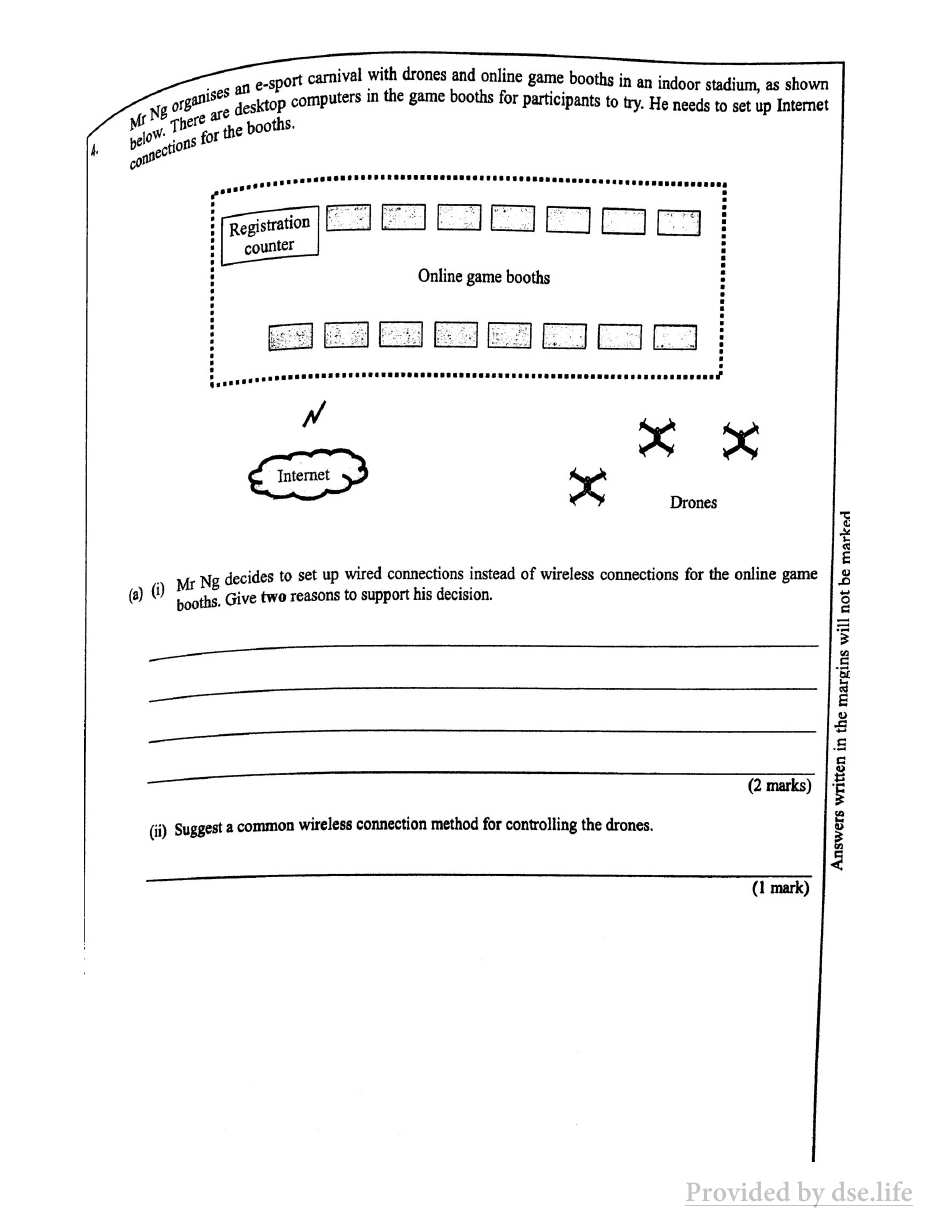 4.
Mr Ng organises an e-sport carnival with drones and online game booths in an indoor stadium, as shown
below. There are desktop computers in the game booths for participants to try. He needs to set up Internet
connections for the booths.
Registration
counter
Online game booths
Internet
Drones
(a) (i) Mr Ng decides to set up wired connections instead of wireless connections for the online game
booths. Give two reasons to support his decision.
(2 marks)
(ii) Suggest a common wireless connection method for controlling the drones.
(1 mark)
Answers written in the margins will not be marked
Provided by dse.life